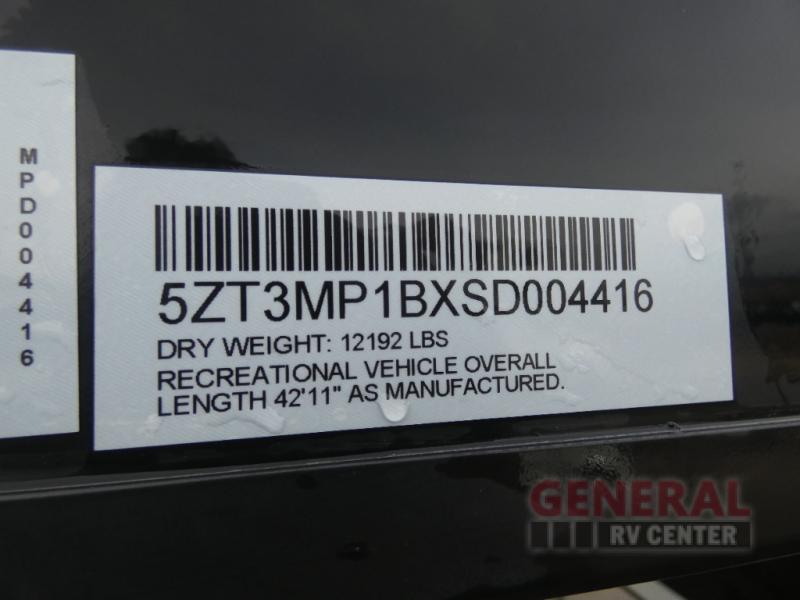 MPD004416
5ZT3MP1BXSD004416
DRY WEIGHT: 12192 LBS
RECREATIONAL VEHICLE OVERALL
LENGTH 42'11" AS MANUFACTURED.
GENERAL
RV CENTER